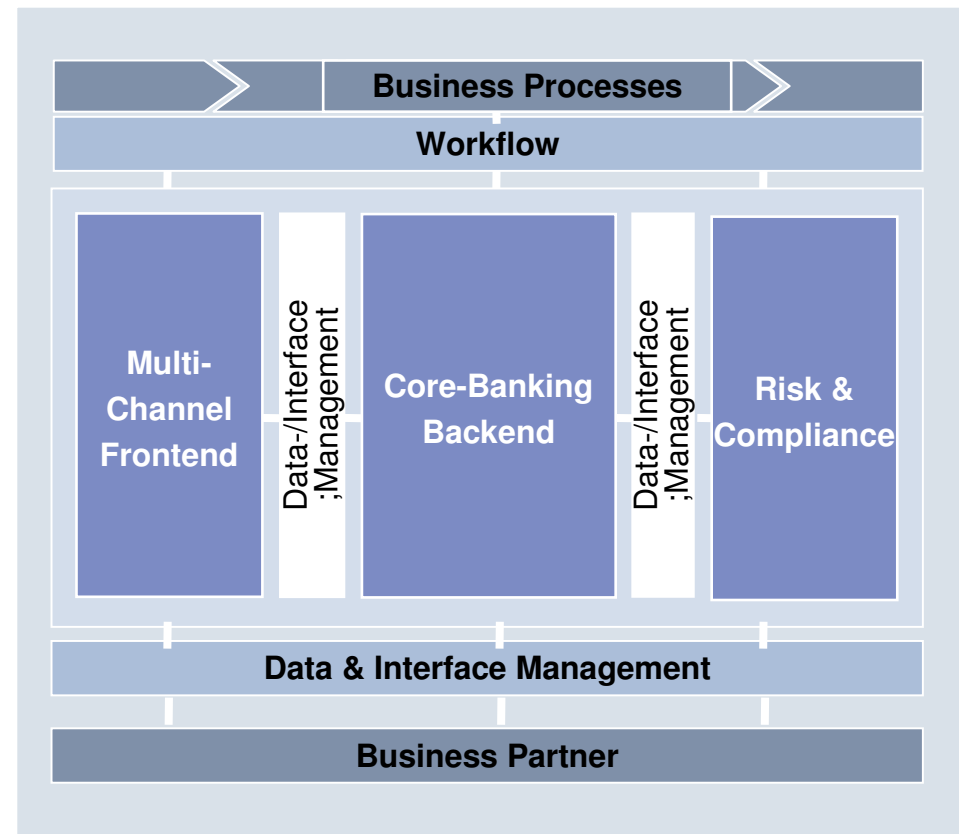 Business Processes
Workflow
Multi-
Channel
Frontend
Data-/Interface
;Management
Core-Banking
Backend
Data-/Interface
;Management
Risk &
Compliance
Data & Interface Management
Business Partner